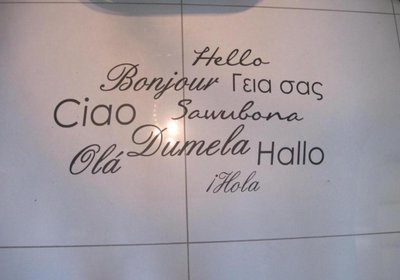 Hello
Bonjour Γεια σας
Ciao Sawubona
Olá Dumela Hallo
¡Hola